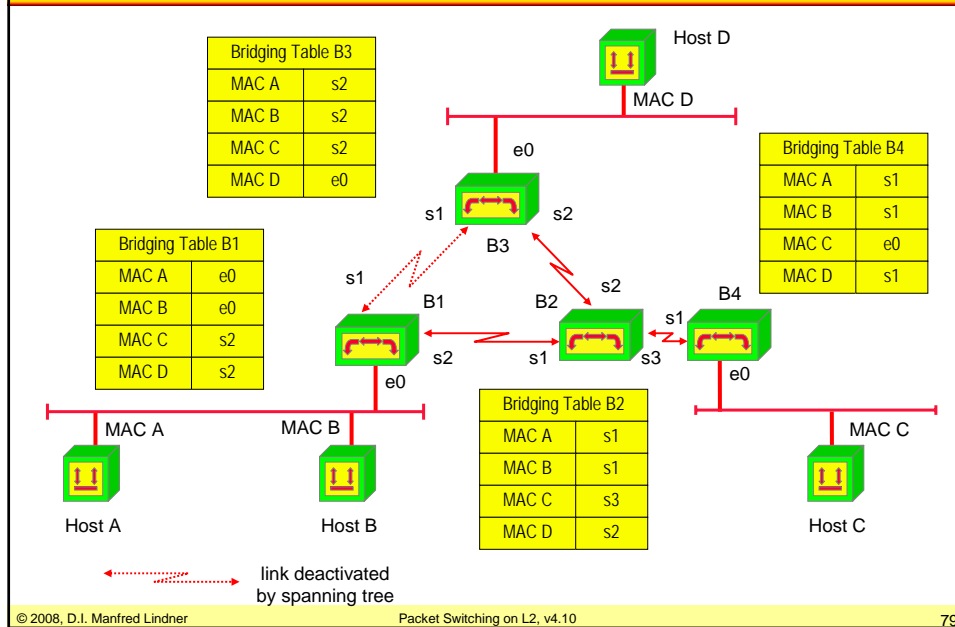 Host D
Bridging Table B3
MAC A s2
MAC B s2
MAC C s2
MAC D e0
MAC D
e0
Bridging Table B4
MAC A s1
MAC B s1
MAC C e0
MAC D s1
s1
s2
B3
Bridging Table B1
MAC A e0
MAC B e0
MAC C s2
MAC D s2
s1
B1
s2
B2
s2
s1
B4
s1
s3
e0
e0
Bridging Table B2
MAC A s1
MAC B s1
MAC C s3
MAC D s2
MAC A
MAC B
MAC C
Host A
Host B
Host C
link deactivated
by spanning tree
© 2008, D.I. Manfred Lindner
Packet Switching on L2, v4.10
79